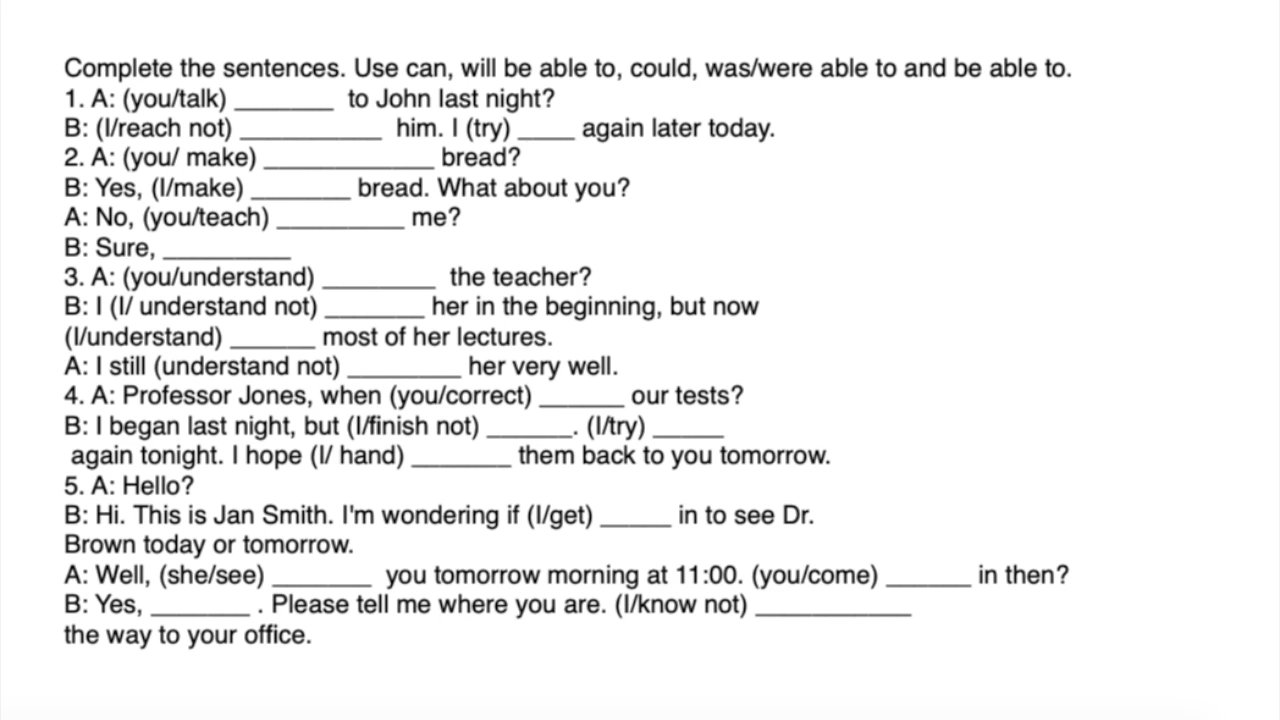 Complete the sentences. Use can, will be able to, could, was/were able to and be able to.
1. A: (you/talk) _______ to John last night?
B: (I/reach not) __________ him. I (try) ____ again later today.
2. A: (you/ make) ____________ bread?
B: Yes, (I/make) _______ bread. What about you?
A: No, (you/teach) _________ me?
B: Sure, _________
3. A: (you/understand) ________ the teacher?
B: I (I/ understand not) _______ her in the beginning, but now
(I/understand) ______ most of her lectures.
A: I still (understand not) ________ her very well.
4. A: Professor Jones, when (you/correct) ______ our tests?
B: I began last night, but (I/finish not) ______. (I/try) _____
again tonight. I hope (I/ hand) _______ them back to you tomorrow.
5. A: Hello?
B: Hi. This is Jan Smith. I'm wondering if (I/get) _____ in to see Dr.
Brown today or tomorrow.
A: Well, (she/see) _______ you tomorrow morning at 11:00. (you/come) ______ in then?
B: Yes, _______ . Please tell me where you are. (I/know not) ___________
the way to your office.